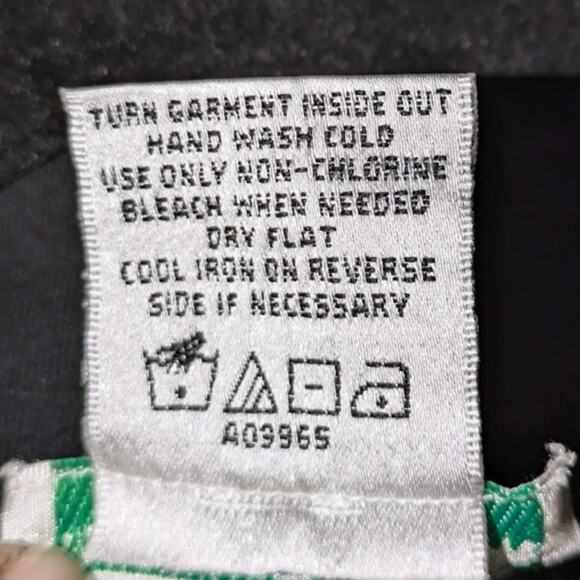 TURN GARMENT INSIDE OUT
HAND WASH COLD
USE ONLY NON-CHLORINE
BLEACH WHEN NEEDED
DRY FLAT
COOL IRON ON REVERSE
SIDE IF NECESSARY
A09965